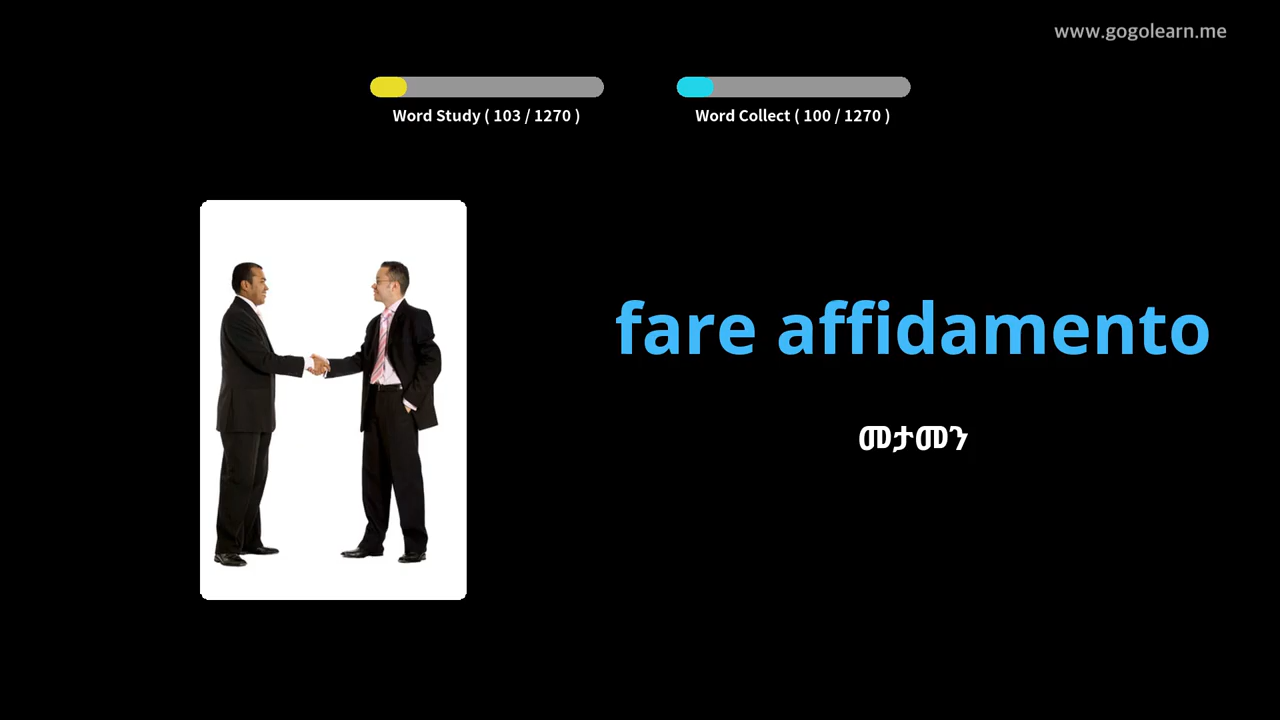 www.gogolearn.me
Word Study ( 103 / 1270 )
Word Collect ( 100 / 1270 )
fare affidamento
መታመን